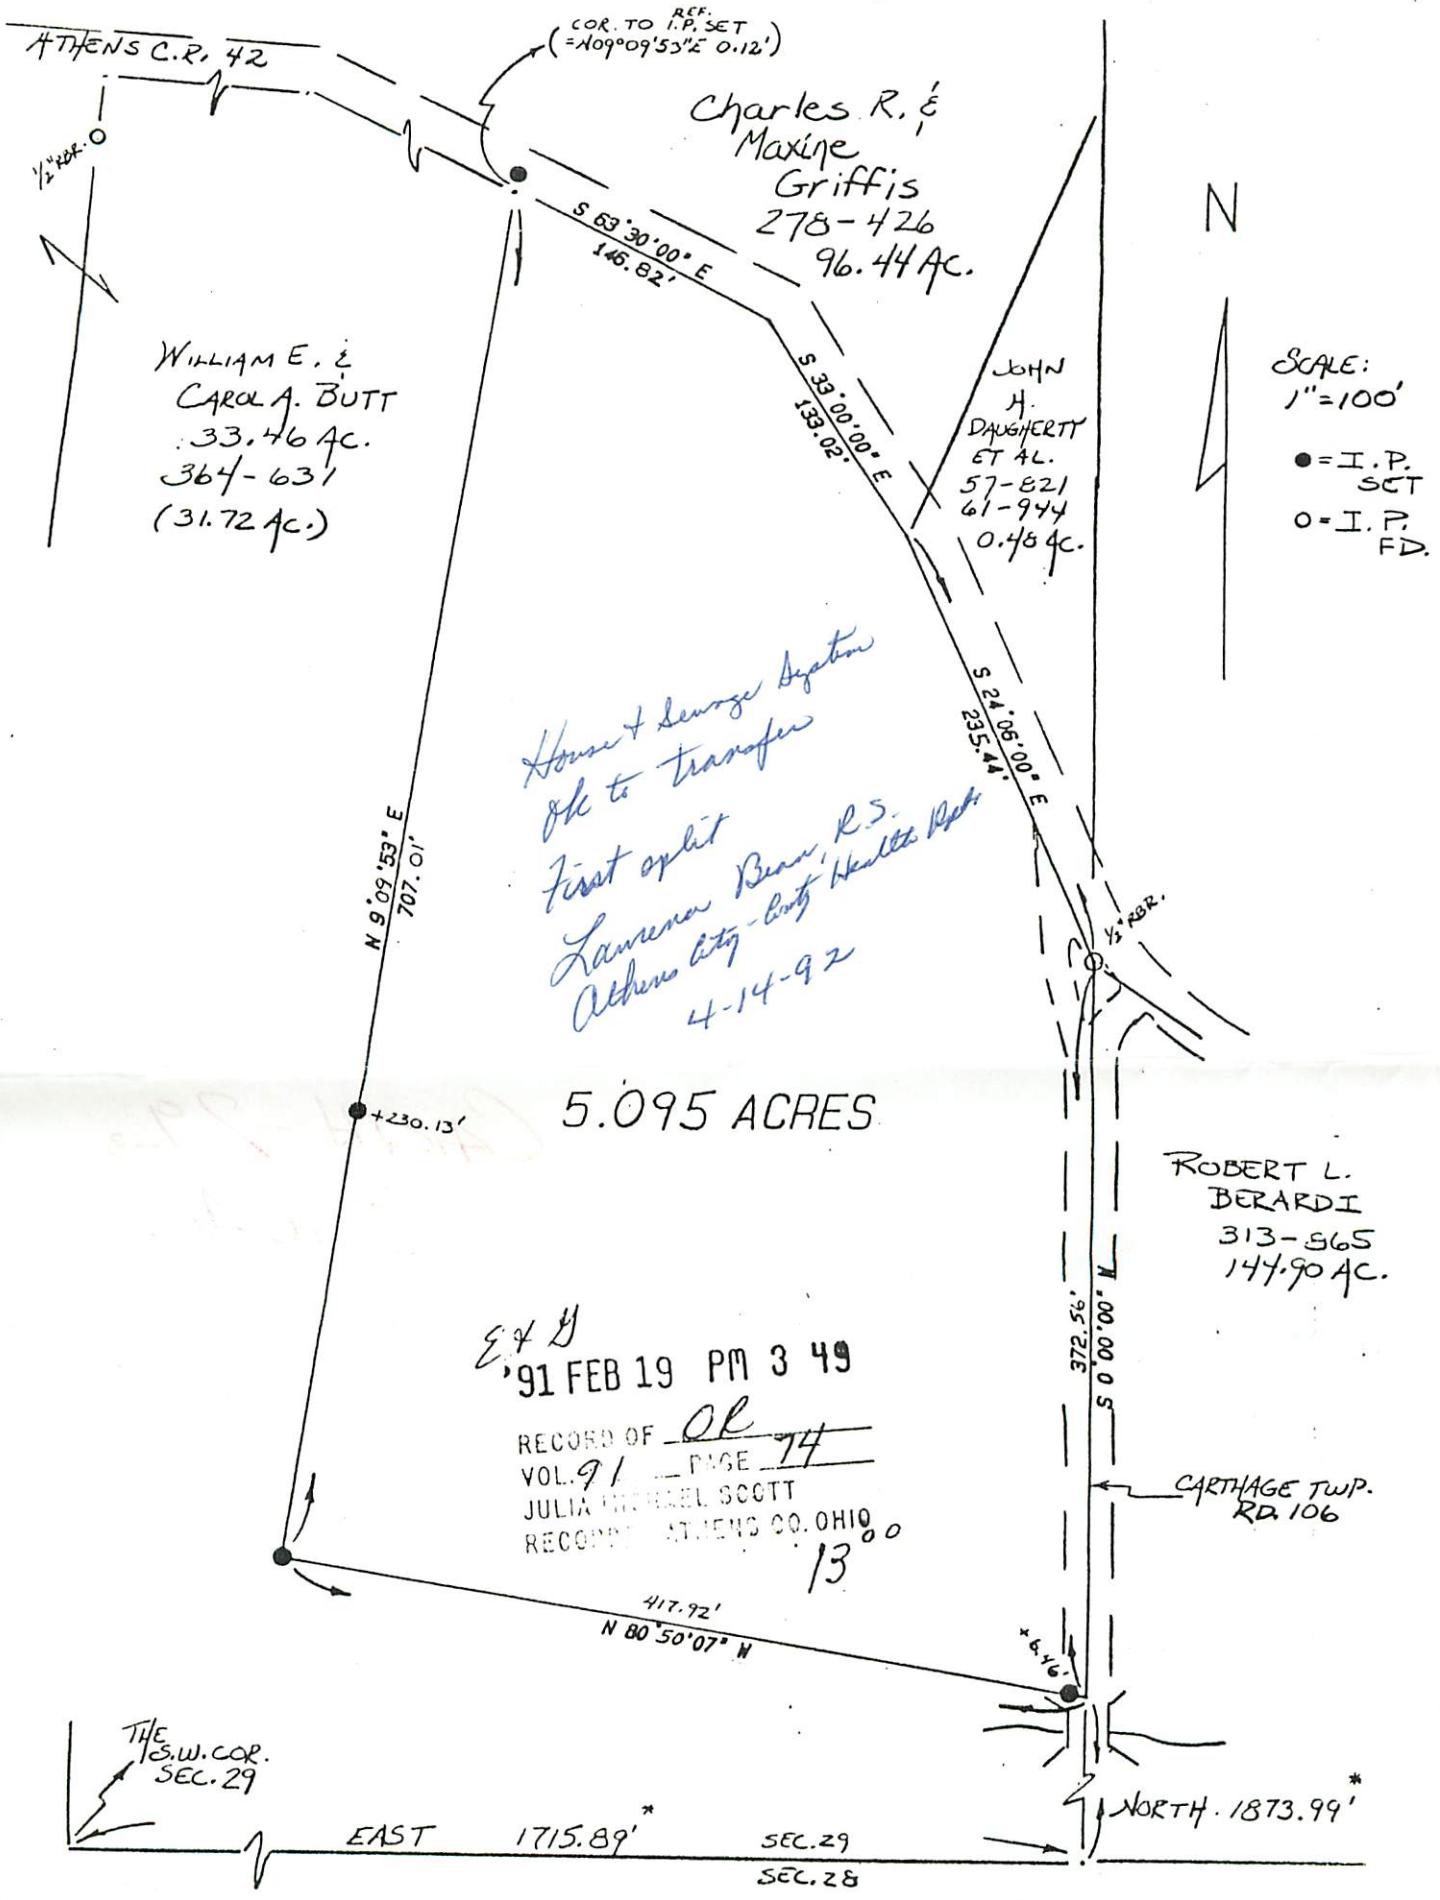 ATHENS C.R. 42
REF.
COR. TO I.P. SET
(=N09°09'53"E 0.12')
1/2" RBR.
Charles R. &
Maxine
Griffis
278-426
96.44 AC.
N
SCALE:
1"=100'
● = I.P.
SET
○ = I.P.
FD.
WILLIAM E. &
CAROL A. BUTT
33.46 AC.
364-631
(31.72 AC.)
S 63°30'00" E
146.82'
S 33°00'00" E
133.02'
JOHN
H.
DAUGHERTY
ET AL.
57-821
61-944
0.48 AC.
S 24°06'00" E
235.44'
House & Sewage System
ok to transfer
First split
Laurence Bean, R.S.
Athens City-County Health Dept.
4-14-92
N 9°09'53" E
707.01'
1/2" RBR.
+230.13'
5.095 ACRES
ROBERT L.
BERARDI
313-565
144.90 AC.
372.56'
S 0°00'00" W
'91 FEB 19 PM 3 49
RECORD OF OR
VOL. 91 PAGE 74
JULIA MICHAEL SCOTT
RECORDER ATHENS CO. OHIO
13 00
CARTHAGE TWP.
RD. 106
417.92'
N 80°50'07" W
+6.46'
THE
S.W. COR.
SEC. 29
NORTH 1873.99' *
EAST 1715.89' *
SEC. 29
SEC. 28